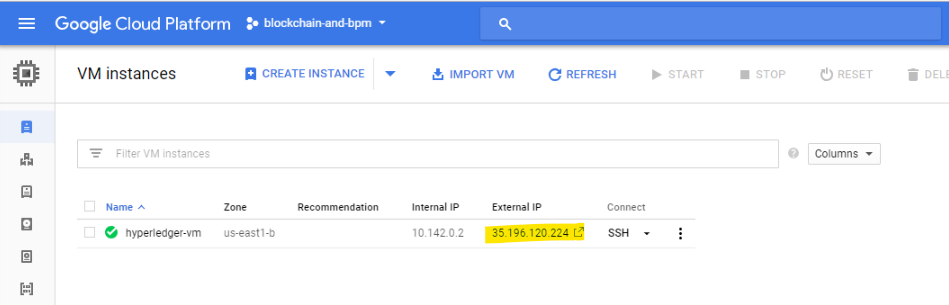 Google Cloud Platform blockchain-and-bpm
VM instances CREATE INSTANCE IMPORT VM REFRESH START STOP RESET DELE
Filter VM instances Columns
Name Zone Recommendation Internal IP External IP Connect
hyperledger-vm us-east1-b 10.142.0.2 35.196.120.224 SSH